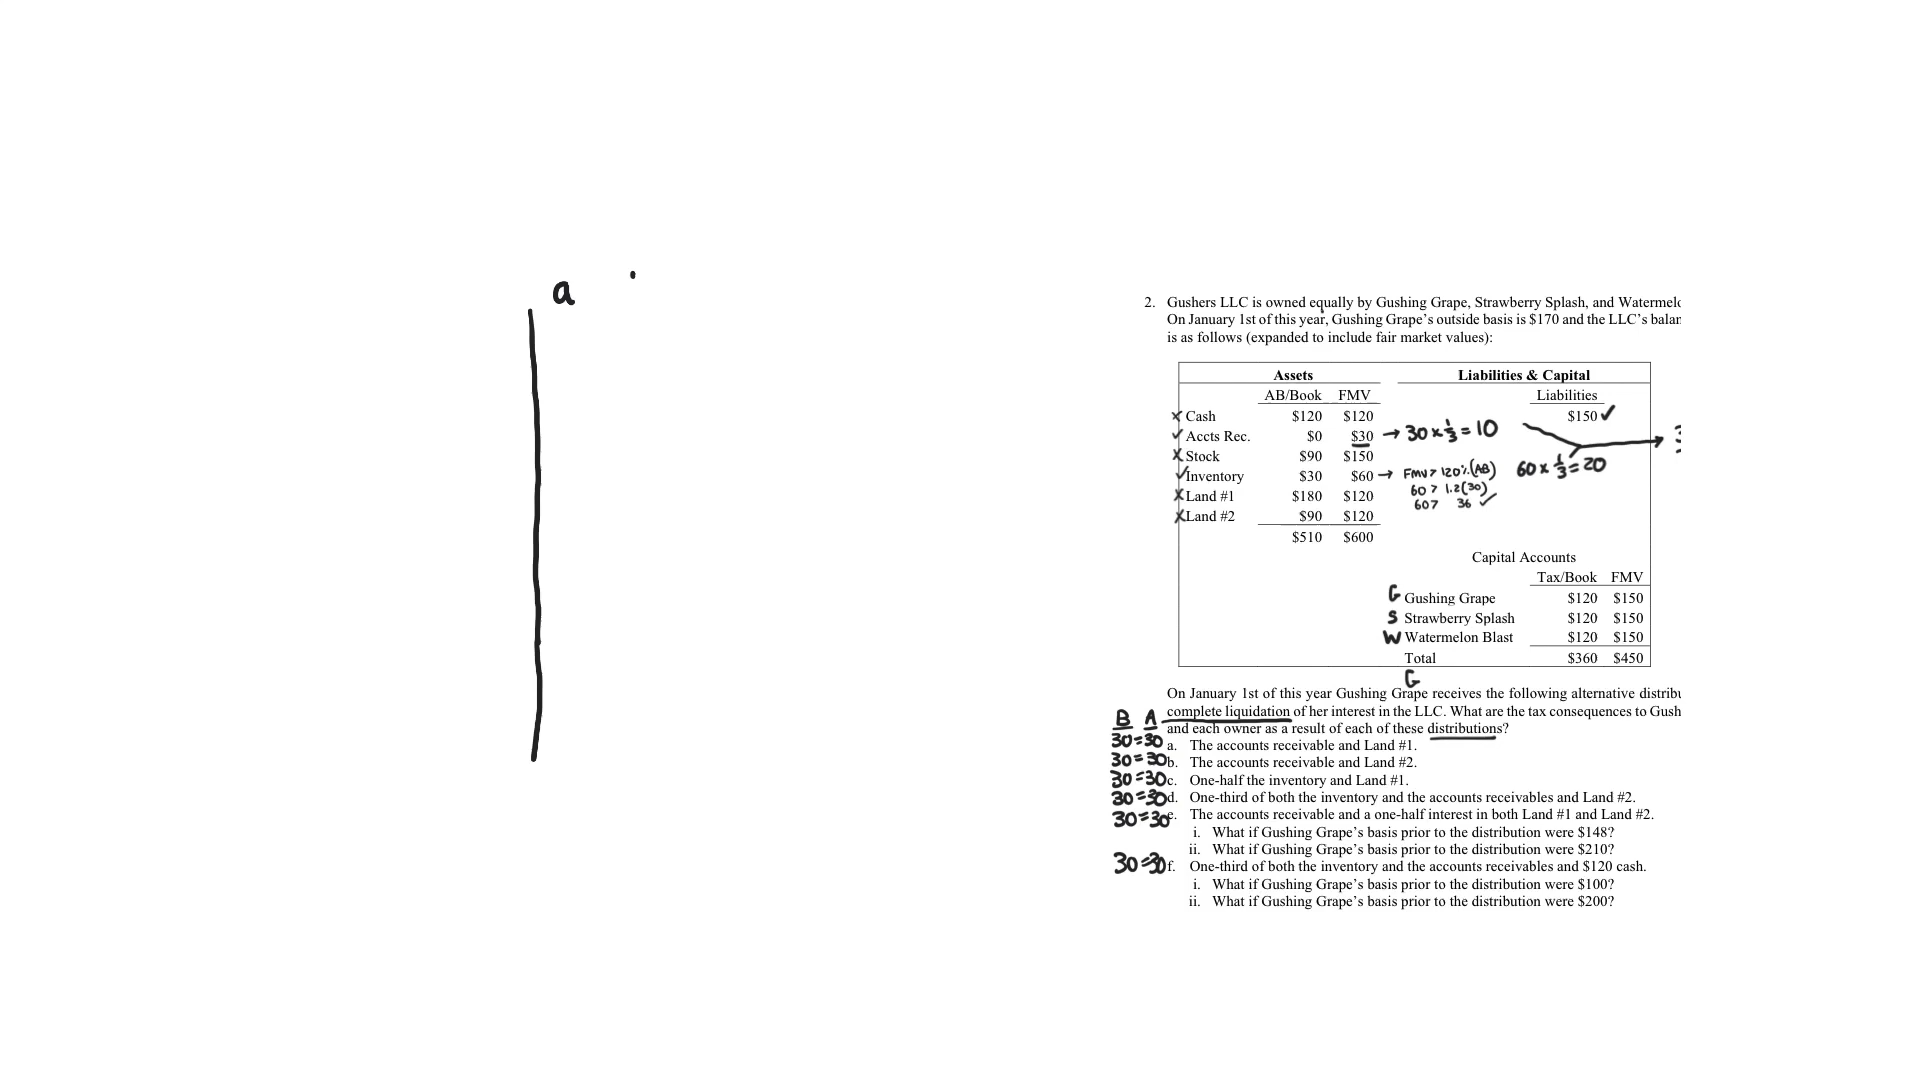 a
2. Gushers LLC is owned equally by Gushing Grape, Strawberry Splash, and
On January 1st of this year, Gushing Grape's outside basis is $170 and the LLC's
is as follows (expanded to include fair market values):
Assets Liabilities & Capital
AB/Book FMV Liabilities
x Cash $120 $120 $150 ✓
✓ Accts Rec. $0 $30 → 30 x 1/3 = 10
x Stock $90 $150
✓ Inventory $30 $60 → FMV > 120% (AB) 60 x 1/3 = 20
60 > 1.2(30)
x Land #1 $180 $120
60 > 36 ✓
x Land #2 $90 $120
$510 $600
Capital Accounts
Tax/Book FMV
G Gushing Grape $120 $150
S Strawberry Splash $120 $150
W Watermelon Blast $120 $150
Total $360 $450
G
On January 1st of this year Gushing Grape receives the following alternative
B A complete liquidation of her interest in the LLC. What are the tax consequences to
and each owner as a result of each of these distributions?
30=30 a. The accounts receivable and Land #1.
30=30 b. The accounts receivable and Land #2.
30=30 c. One-half the inventory and Land #1.
30=30 d. One-third of both the inventory and the accounts receivables and Land #2.
30=30 e. The accounts receivable and a one-half interest in both Land #1 and Land #2.
i. What if Gushing Grape's basis prior to the distribution were $148?
ii. What if Gushing Grape's basis prior to the distribution were $210?
30=30 f. One-third of both the inventory and the accounts receivables and $120 cash.
i. What if Gushing Grape's basis prior to the distribution were $100?
ii. What if Gushing Grape's basis prior to the distribution were $200?